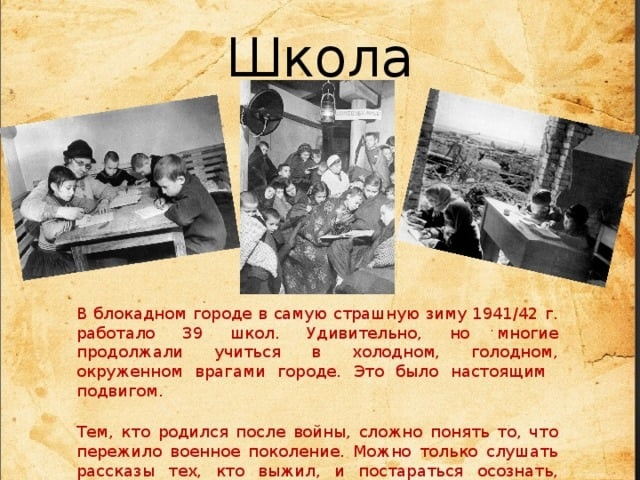 Школа
В блокадном городе в самую страшную зиму 1941/42 г.
работало 39 школ. Удивительно, но многие
продолжали учиться в холодном, голодном,
окруженном врагами городе. Это было настоящим
подвигом.
Тем, кто родился после войны, сложно понять то, что
пережило военное поколение. Можно только слушать
рассказы тех, кто выжил, и постараться осознать,